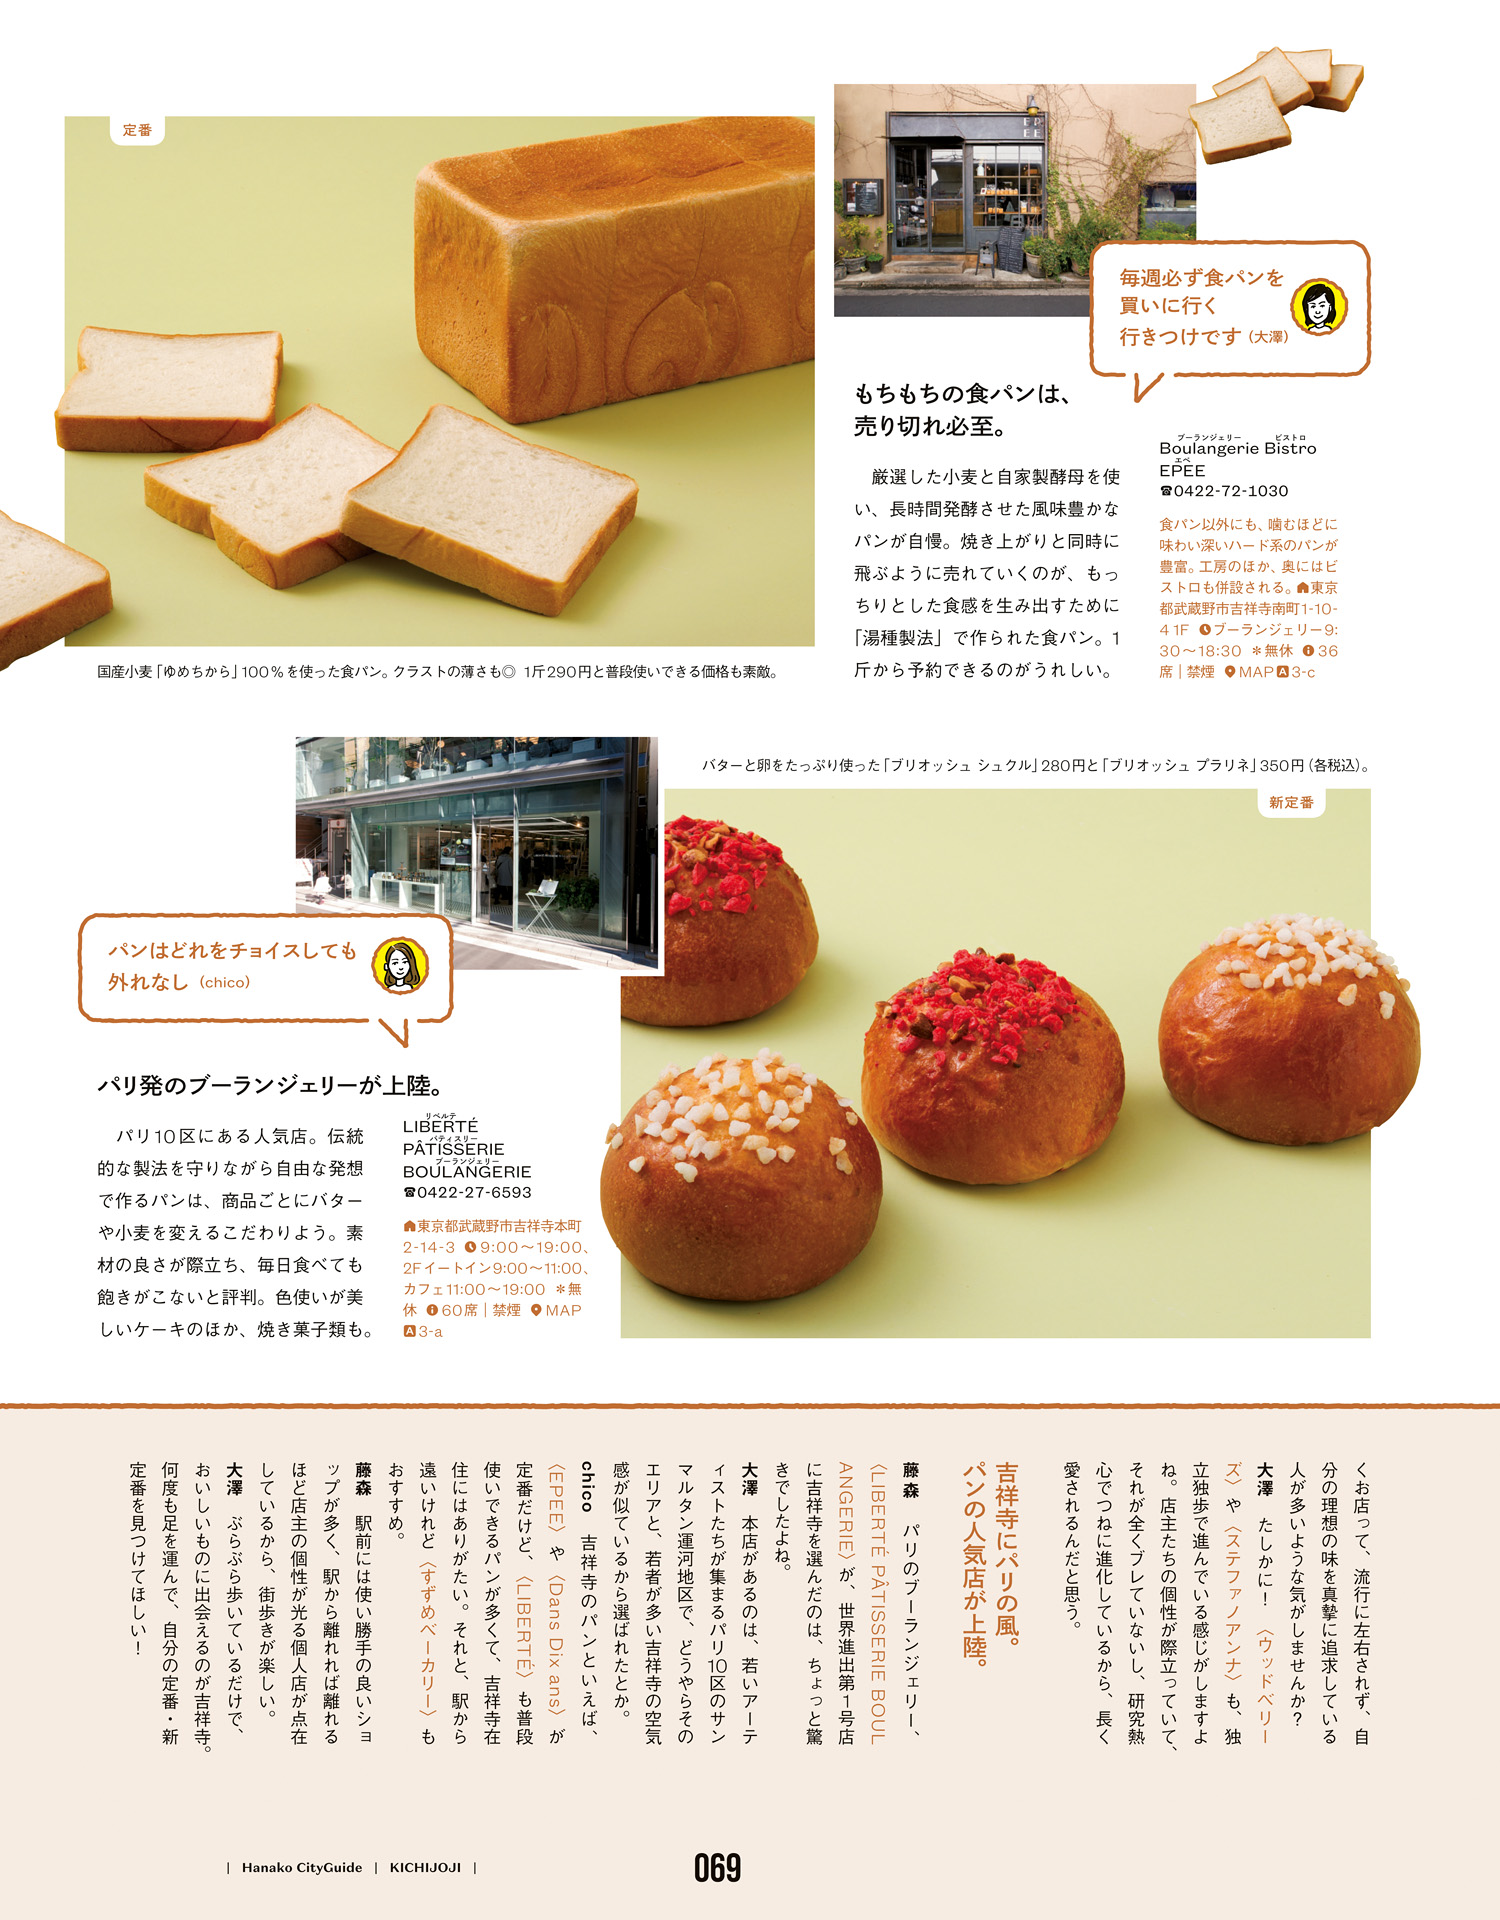 定番
EPEE
毎週必ず食パンを
買いに行く
行きつけです（大澤）
もちもちの食パンは、
売り切れ必至。
厳選した小麦と自家製酵母を使
い、長時間発酵させた風味豊かな
パンが自慢。焼き上がりと同時に
飛ぶように売れていくのが、もっ
ちりとした食感を生み出すために
「湯種製法」で作られた食パン。1
斤から予約できるのがうれしい。
ブーランジェリー ビストロ
Boulangerie Bistro
エペ
EPEE
☎0422-72-1030
食パン以外にも、噛むほどに
味わい深いハード系のパンが
豊富。工房のほか、奥にはビ
ストロも併設される。東京
都武蔵野市吉祥寺南町1-10-
4 1F ブーランジェリー9:
30〜18:30 ＊無休 36
席｜禁煙 MAP A 3-c
国産小麦「ゆめちから」100％を使った食パン。クラストの薄さも◎ 1斤290円と普段使いできる価格も素敵。
バターと卵をたっぷり使った「ブリオッシュ シュクル」280円と「ブリオッシュ プラリネ」350円（各税込）。
新定番
パンはどれをチョイスしても
外れなし（chico）
パリ発のブーランジェリーが上陸。
パリ10区にある人気店。伝統
的な製法を守りながら自由な発想
で作るパンは、商品ごとにバター
や小麦を変えるこだわりよう。素
材の良さが際立ち、毎日食べても
飽きがこないと評判。色使いが美
しいケーキのほか、焼き菓子類も。
リベルテ
LIBERTÉ
パティスリー
PÂTISSERIE
ブーランジェリー
BOULANGERIE
☎0422-27-6593
東京都武蔵野市吉祥寺本町
2-14-3 9:00〜19:00、
2Fイートイン9:00〜11:00、
カフェ11:00〜19:00 ＊無
休 60席｜禁煙 MAP
A 3-a
くお店って、流行に左右されず、自
分の理想の味を真摯に追求している
人が多いような気がしませんか？
大澤 たしかに！〈ウッドベリー
ズ〉や〈ステファノアンナ〉も、独
立独歩で進んでいる感じがしますよ
ね。店主たちの個性が際立っていて、
それが全くブレていないし、研究熱
心でつねに進化しているから、長く
愛されるんだと思う。
吉祥寺にパリの風。
パンの人気店が上陸。
藤森 パリのブーランジェリー、
〈LIBERTÉ PÂTISSERIE BOUL
ANGERIE〉が、世界進出第1号店
に吉祥寺を選んだのは、ちょっと驚
きでしたよね。
大澤 本店があるのは、若いアーテ
ィストたちが集まるパリ10区のサン
マルタン運河地区で、どうやらその
エリアと、若者が多い吉祥寺の空気
感が似ているから選ばれたとか。
chico 吉祥寺のパンといえば、
〈EPEE〉や〈Dans Dix ans〉が
定番だけど、〈LIBERTÉ〉も普段
使いできるパンが多くて、吉祥寺在
住にはありがたい。それと、駅から
遠いけれど〈すずめベーカリー〉も
おすすめ。
藤森 駅前には使い勝手の良いショ
ップが多く、駅から離れれば離れる
ほど店主の個性が光る個人店が点在
しているから、街歩きが楽しい。
大澤 ぶらぶら歩いているだけで、
おいしいものに出会えるのが吉祥寺。
何度も足を運んで、自分の定番・新
定番を見つけてほしい！
｜ Hanako CityGuide ｜ KICHIJOJI ｜
069